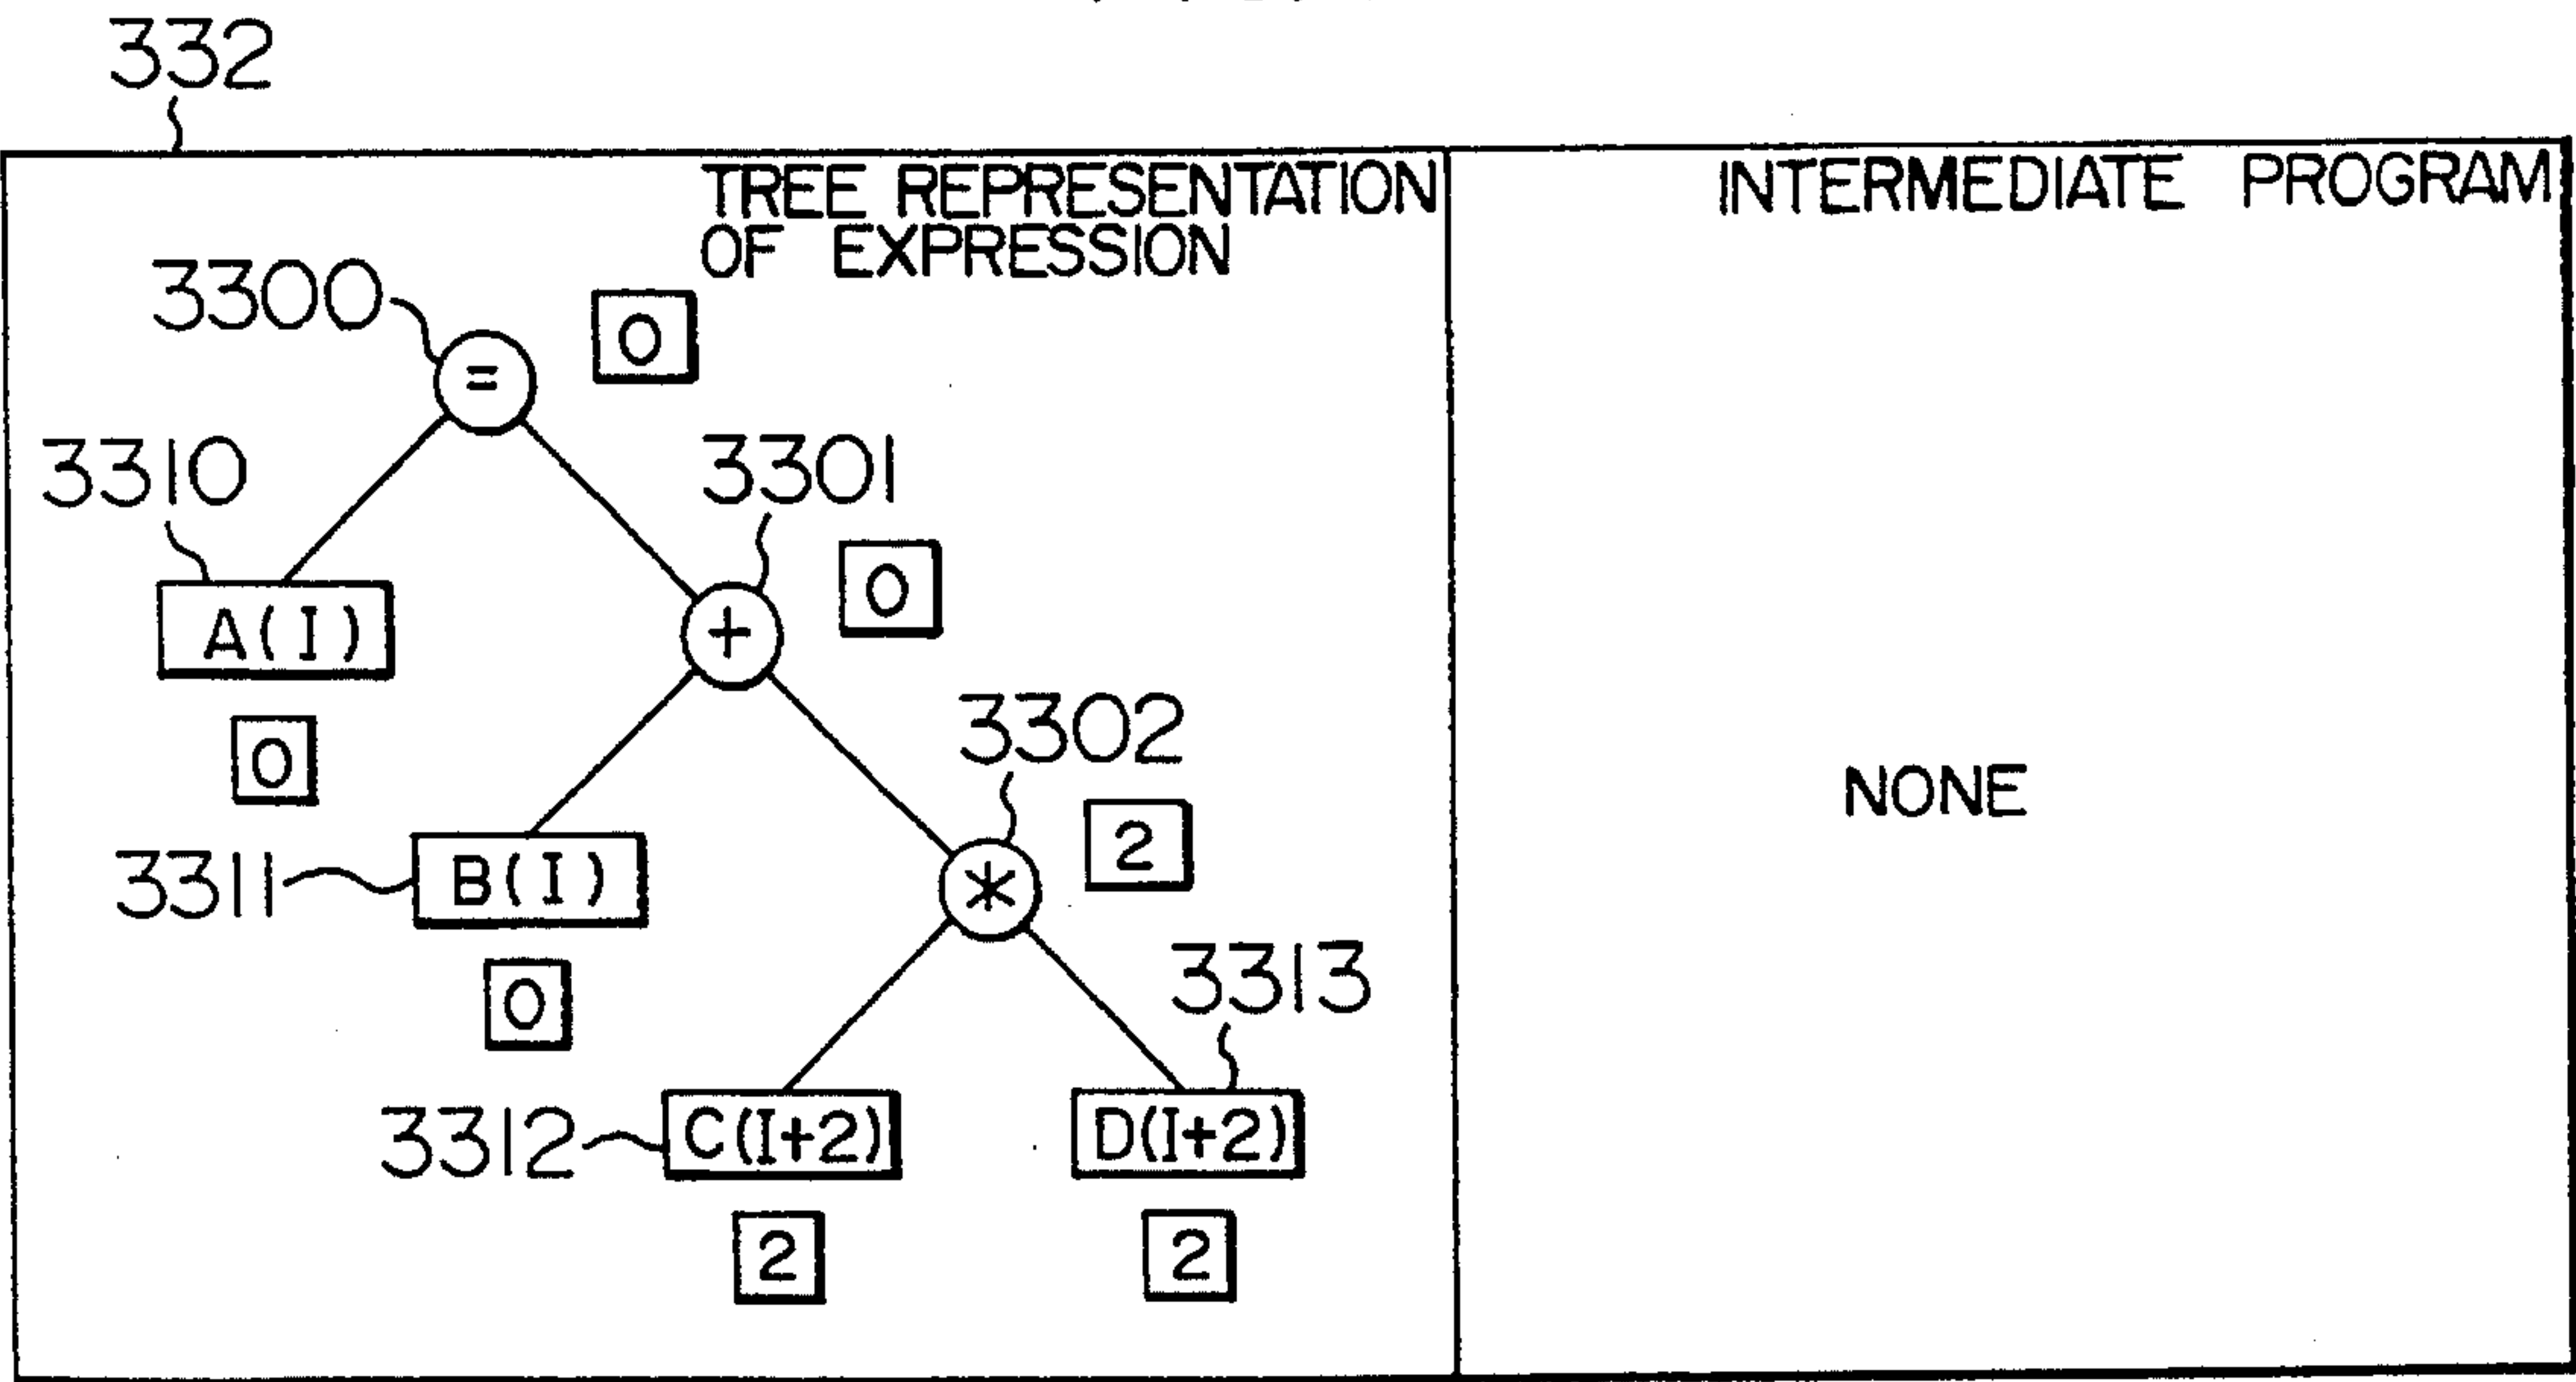 332
TREE REPRESENTATION
OF EXPRESSION
INTERMEDIATE PROGRAM
3300
0
=
3310
3301
0
A(I)
+
0
3302
2
NONE
3311
B(I)
*
0
3313
3312
C(I+2)
D(I+2)
2
2